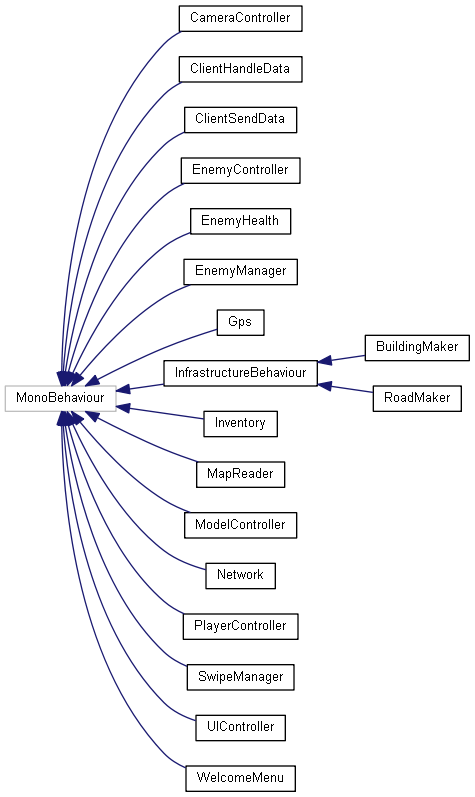 CameraController
ClientHandleData
ClientSendData
EnemyController
EnemyHealth
EnemyManager
Gps
BuildingMaker
InfrastructureBehaviour
MonoBehaviour
RoadMaker
Inventory
MapReader
ModelController
Network
PlayerController
SwipeManager
UIController
WelcomeMenu